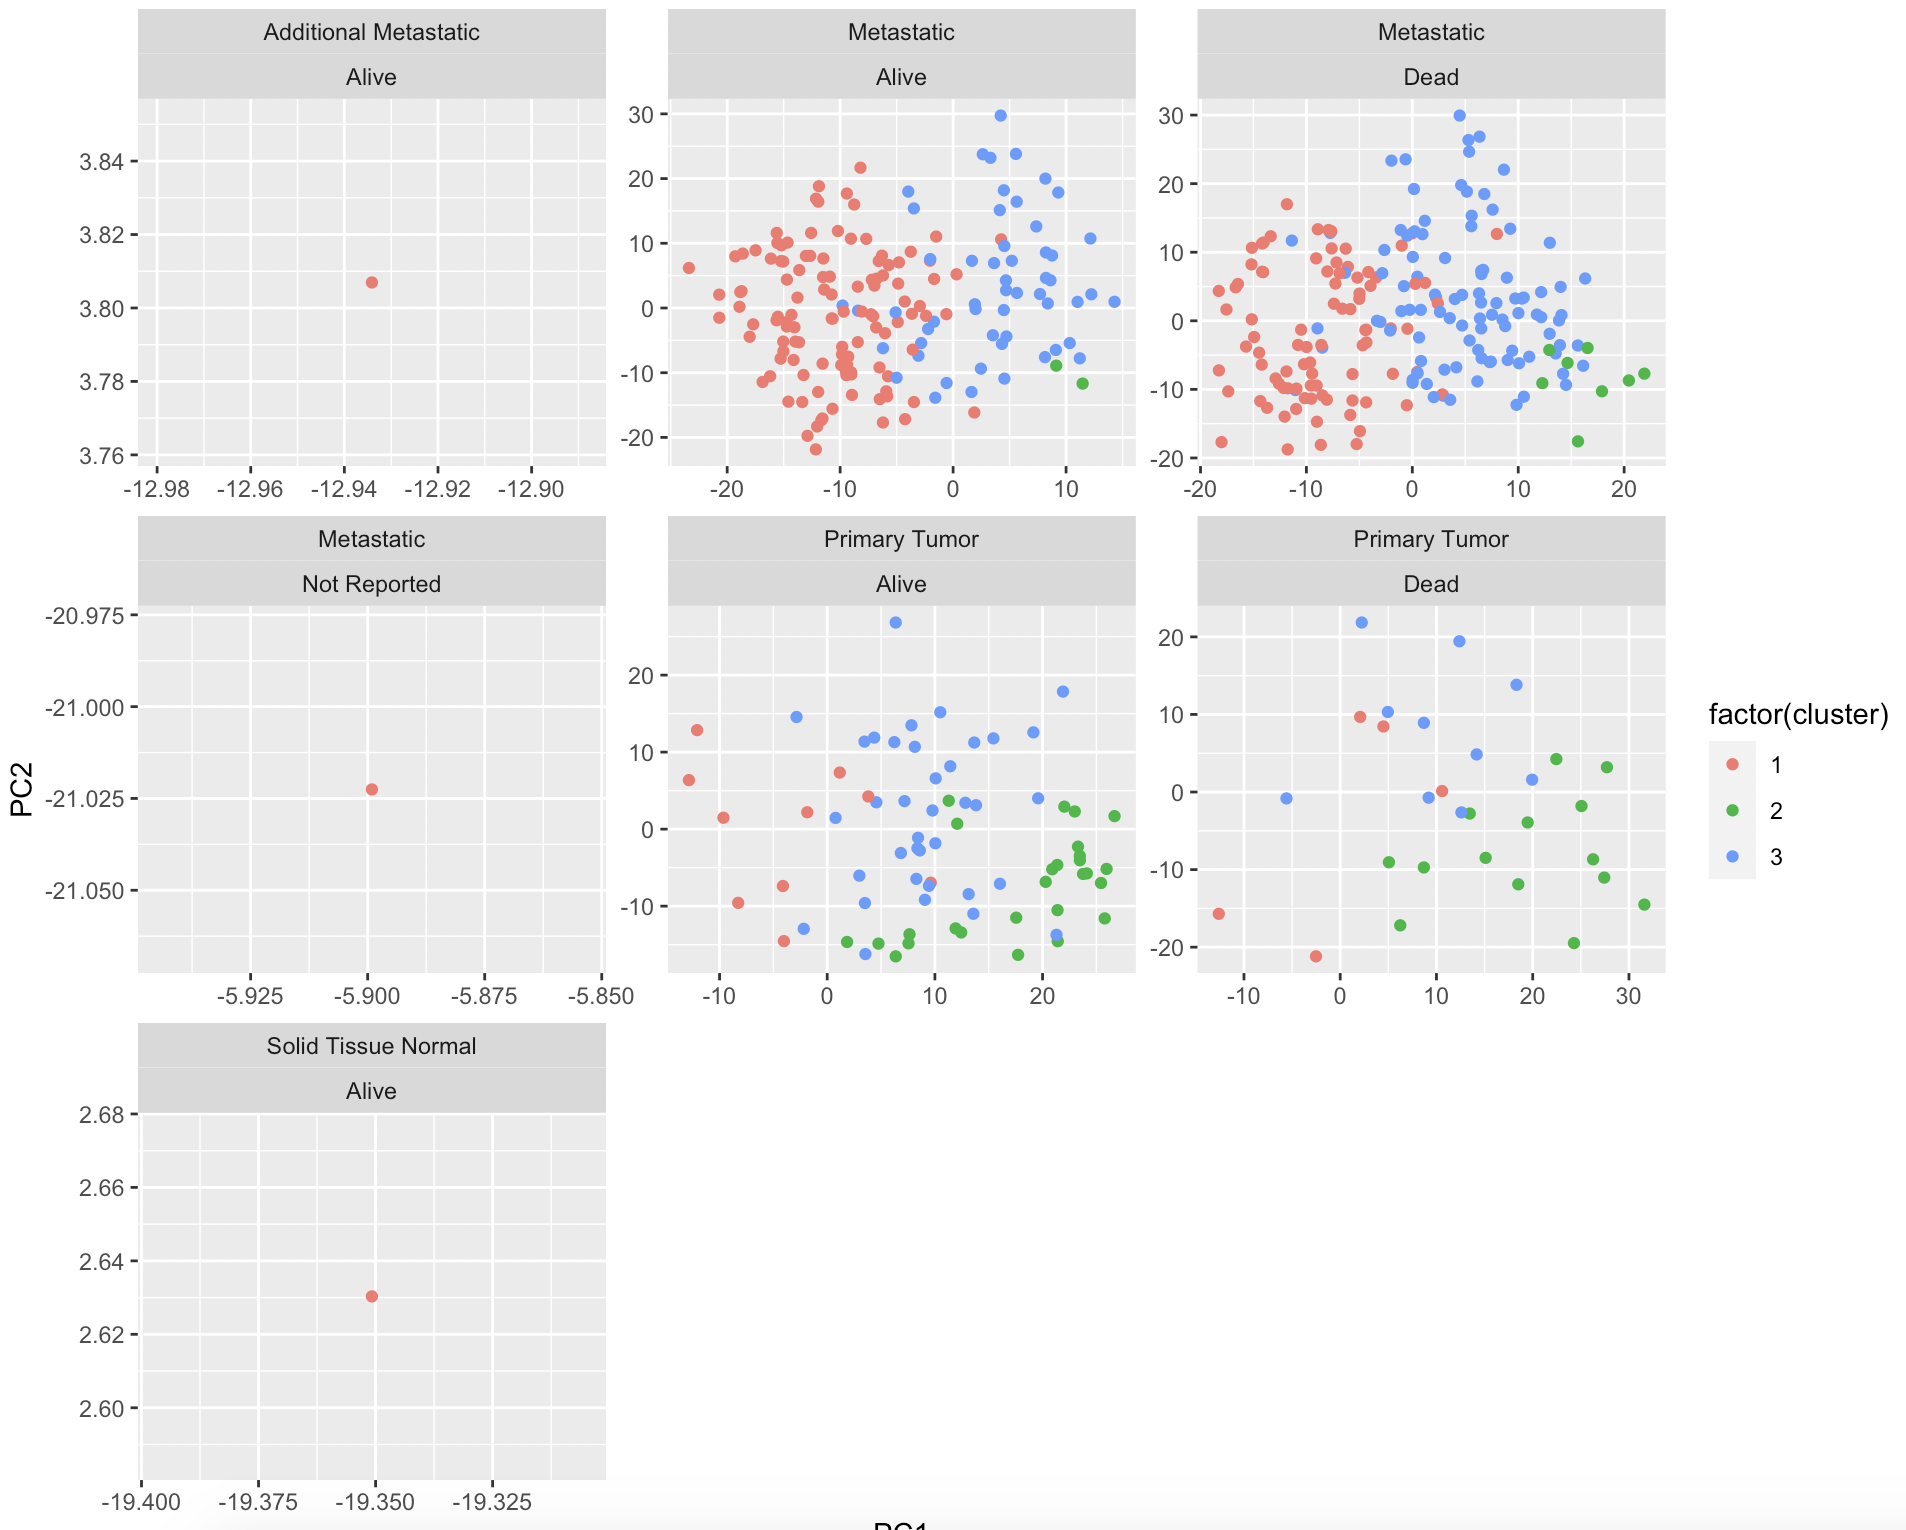 Additional Metastatic
Alive
3.84
3.82
3.80
3.78
3.76
-12.98 -12.96 -12.94 -12.92 -12.90
Metastatic
Alive
30
20
10
0
-10
-20
-20 -10 0 10
Metastatic
Dead
30
20
10
0
-10
-20
-20 -10 0 10 20
Metastatic
Not Reported
-20.975
-21.000
-21.025
-21.050
-5.925 -5.900 -5.875 -5.850
Primary Tumor
Alive
20
10
0
-10
-10 0 10 20
Primary Tumor
Dead
20
10
0
-10
-20
-10 0 10 20 30
Solid Tissue Normal
Alive
2.68
2.66
2.64
2.62
2.60
-19.400 -19.375 -19.350 -19.325
PC2
PC1
factor(cluster)
1
2
3